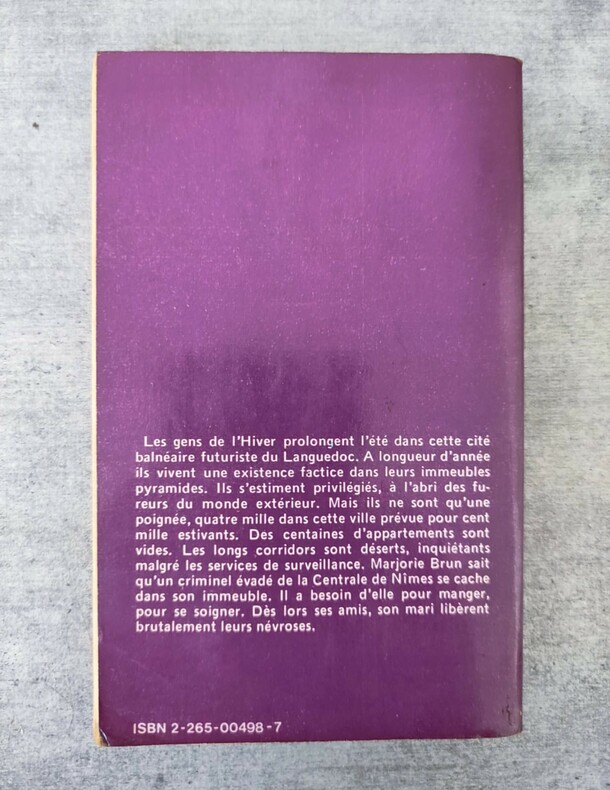 Les gens de l'Hiver prolongent l'été dans cette cité
balnéaire futuriste du Languedoc. A longueur d'année
ils vivent une existence factice dans leurs immeubles
pyramides. Ils s'estiment privilégiés, à l'abri des fu-
reurs du monde extérieur. Mais ils ne sont qu'une
poignée, quatre mille dans cette ville prévue pour cent
mille estivants. Des centaines d'appartements sont
vides. Les longs corridors sont déserts, inquiétants
malgré les services de surveillance. Marjorie Brun sait
qu'un criminel évadé de la Centrale de Nîmes se cache
dans son immeuble. Il a besoin d'elle pour manger,
pour se soigner. Dès lors ses amis, son mari libèrent
brutalement leurs névroses.
ISBN 2-265-00498-7